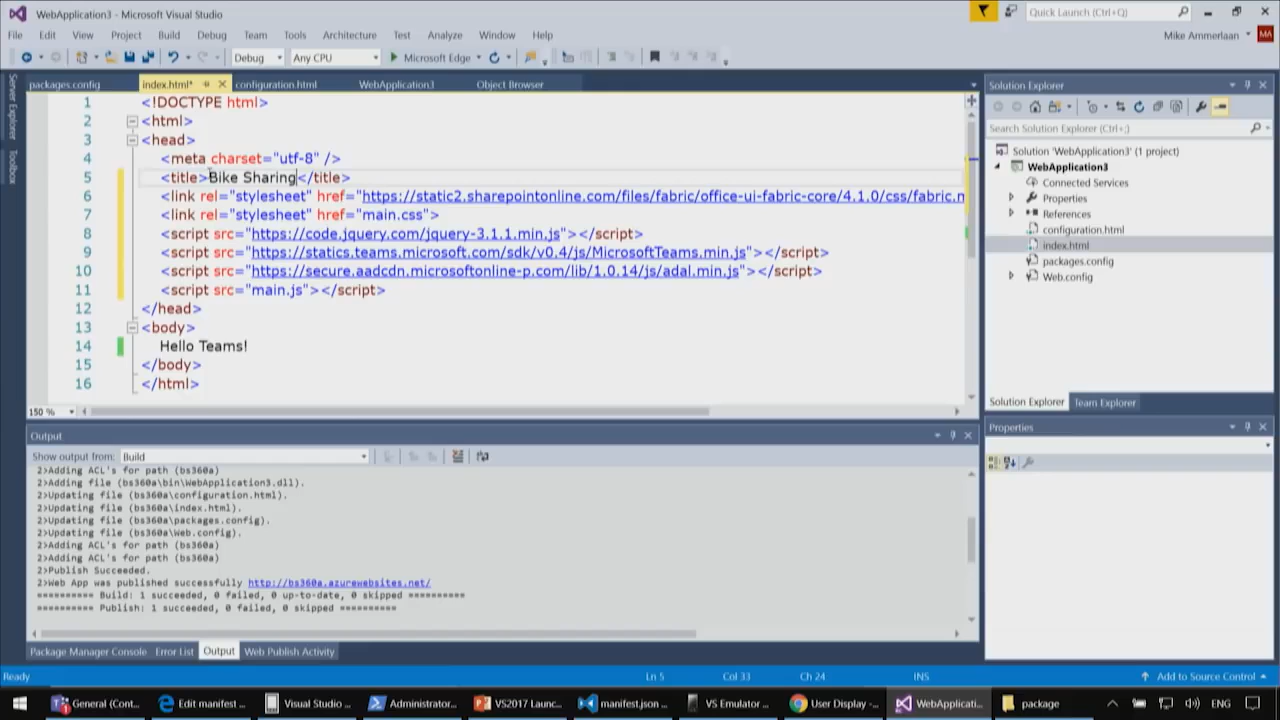 WebApplication3 - Microsoft Visual Studio
Quick Launch (Ctrl+Q)
File Edit View Project Build Debug Team Tools Architecture Test Analyze Window Help
Mike Ammerlaan MA
Debug Any CPU Microsoft Edge
packages.config index.html* configuration.html WebApplication3 Object Browser
Server Explorer
Toolbox
1 <!DOCTYPE html>
2 <html>
3 <head>
4 <meta charset="utf-8" />
5 <title>Bike Sharing</title>
6 <link rel="stylesheet" href="https://static2.sharepointonline.com/files/fabric/office-ui-fabric-core/4.1.0/css/fabric.m
7 <link rel="stylesheet" href="main.css">
8 <script src="https://code.jquery.com/jquery-3.1.1.min.js"></script>
9 <script src="https://statics.teams.microsoft.com/sdk/v0.4/js/MicrosoftTeams.min.js"></script>
10 <script src="https://secure.aadcdn.microsoftonline-p.com/lib/1.0.14/js/adal.min.js"></script>
11 <script src="main.js"></script>
12 </head>
13 <body>
14 Hello Teams!
15 </body>
16 </html>
150 %
Solution Explorer
Search Solution Explorer (Ctrl+;)
Solution 'WebApplication3' (1 project)
WebApplication3
Connected Services
Properties
References
configuration.html
index.html
packages.config
Web.config
Solution Explorer Team Explorer
Properties
Output
Show output from: Build
2>Adding ACL's for path (bs360a)
2>Adding file (bs360a\bin\WebApplication3.dll).
2>Updating file (bs360a\configuration.html).
2>Updating file (bs360a\index.html).
2>Updating file (bs360a\packages.config).
2>Updating file (bs360a\Web.config).
2>Adding ACL's for path (bs360a)
2>Adding ACL's for path (bs360a)
2>Publish Succeeded.
2>Web App was published successfully http://bs360a.azurewebsites.net/
========== Build: 1 succeeded, 0 failed, 0 up-to-date, 0 skipped ==========
========== Publish: 1 succeeded, 0 failed, 0 skipped ==========
Package Manager Console Error List Output Web Publish Activity
Ready Ln 5 Col 33 Ch 24 INS Add to Source Control
General (Cont... Edit manifest ... Visual Studio ... Administrator... VS2017 Launc... manifest.json ... VS Emulator ... User Display -... WebApplicati... package ENG